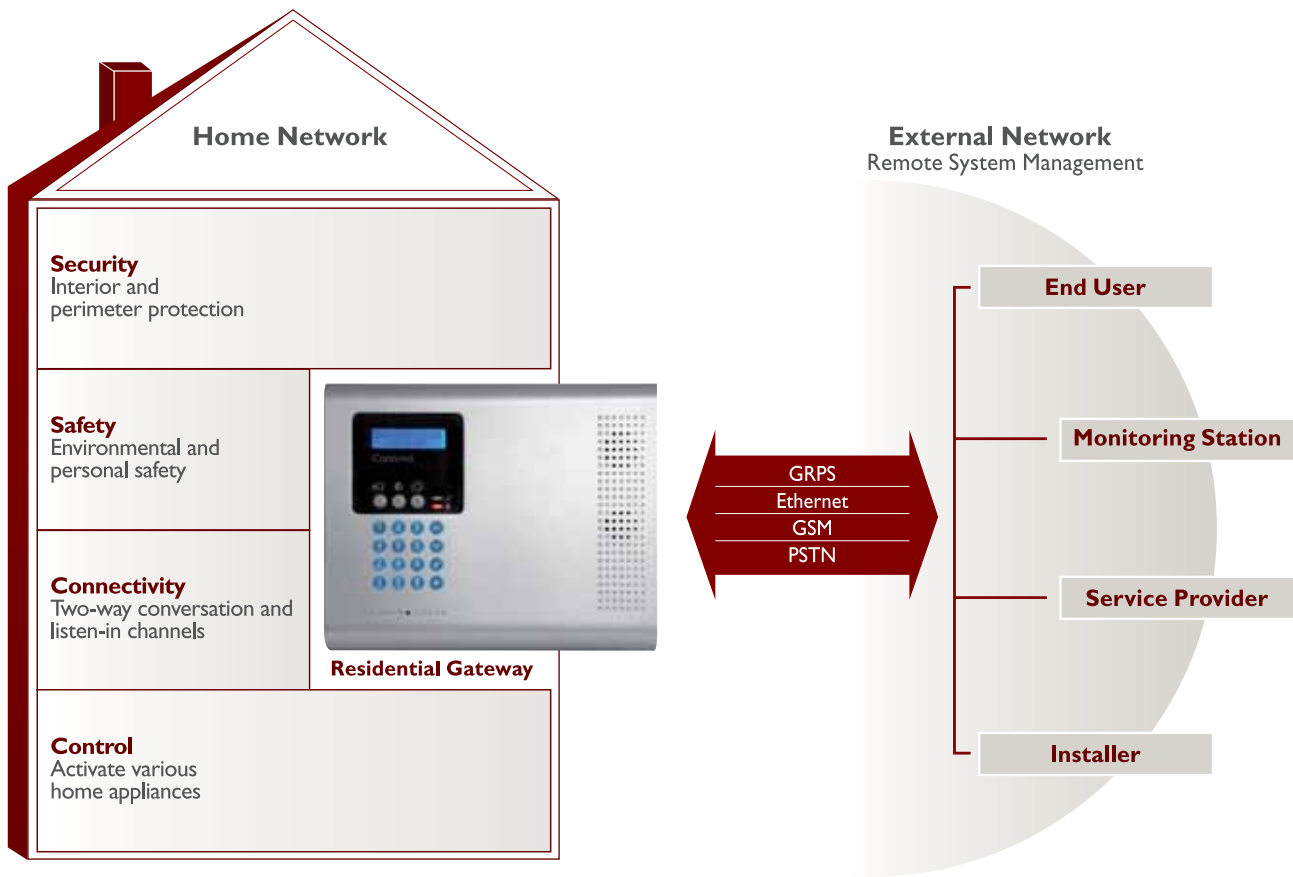 Home Network
Security
Interior and
perimeter protection
Safety
Environmental and
personal safety
Connectivity
Two-way conversation and
listen-in channels
Control
Activate various
home appliances
Residential Gateway
GRPS
Ethernet
GSM
PSTN
External Network
Remote System Management
End User
Monitoring Station
Service Provider
Installer